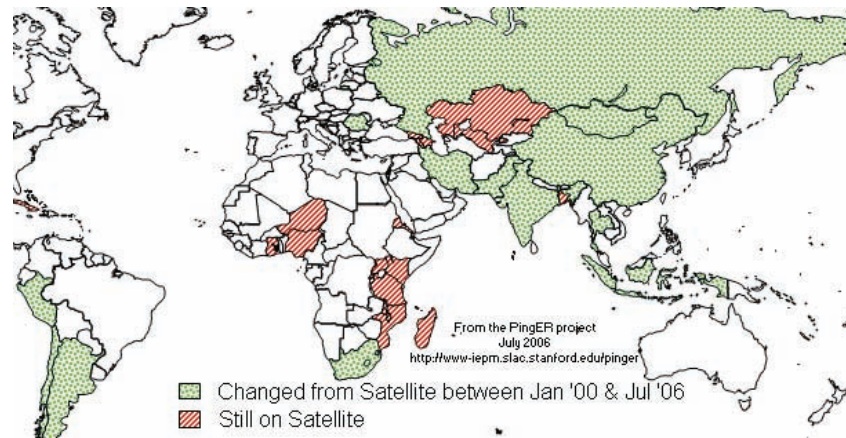 From the PingER project
July 2006
http://www-iepm.slac.stanford.edu/pinger
Changed from Satellite between Jan '00 & Jul '06
Still on Satellite